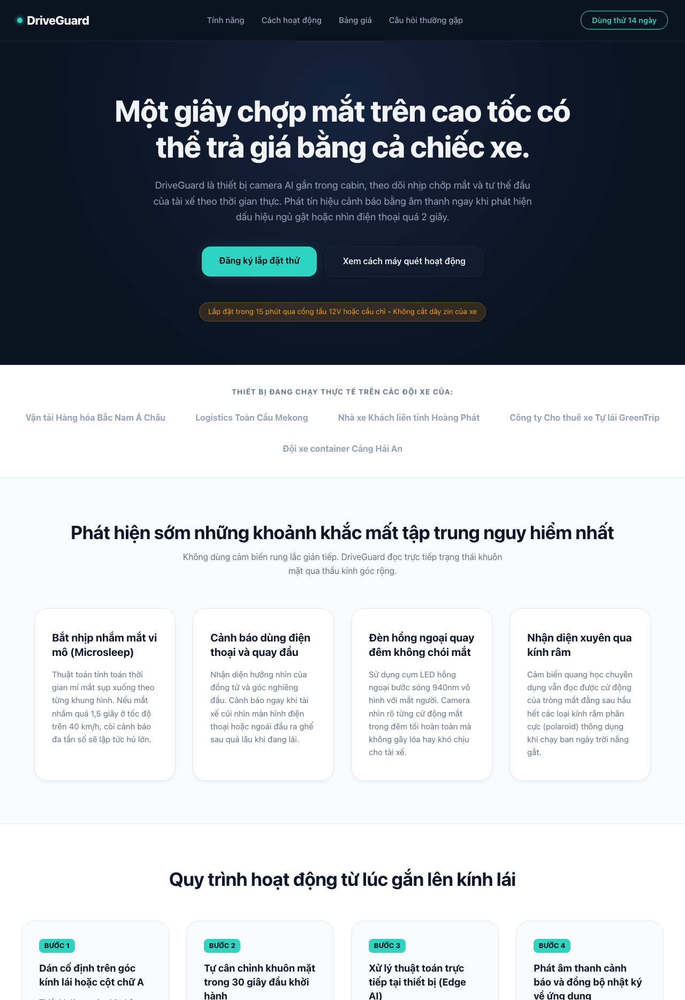 DriveGuard
Tính năng
Cách hoạt động
Bảng giá
Câu hỏi thường gặp
Dùng thử 14 ngày
Một giây chợp mắt trên cao tốc có
thể trả giá bằng cả chiếc xe.
DriveGuard là thiết bị camera AI gắn trong cabin, theo dõi nhịp chớp mắt và tư thế đầu
của tài xế theo thời gian thực. Phát tín hiệu cảnh báo bằng âm thanh ngay khi phát hiện
dấu hiệu ngủ gật hoặc nhìn điện thoại quá 2 giây.
Đăng ký lắp đặt thử
Xem cách máy quét hoạt động
Lắp đặt trong 15 phút qua cổng tẩu 12V hoặc cầu chì • Không cắt dây zin của xe
THIẾT BỊ ĐANG CHẠY THỰC TẾ TRÊN CÁC ĐỘI XE CỦA:
Vận tải Hàng hóa Bắc Nam Á Châu
Logistics Toàn Cầu Mekong
Nhà xe Khách liên tỉnh Hoàng Phát
Công ty Cho thuê xe Tự lái GreenTrip
Đội xe container Cảng Hải An
Phát hiện sớm những khoảnh khắc mất tập trung nguy hiểm nhất
Không dùng cảm biến rung lắc gián tiếp. DriveGuard đọc trực tiếp trạng thái khuôn
mặt qua thấu kính góc rộng.
Bắt nhịp nhắm mắt vi
mô (Microsleep)
Thuật toán tính toán thời
gian mí mắt sụp xuống theo
từng khung hình. Nếu mắt
nhắm quá 1,5 giây ở tốc độ
trên 40 km/h, còi cảnh báo
đa tần số sẽ lập tức hú lớn.
Cảnh báo dùng điện
thoại và quay đầu
Nhận diện hướng nhìn của
đồng tử và góc nghiêng
đầu. Cảnh báo ngay khi tài
xế cúi nhìn màn hình điện
thoại hoặc ngoái đầu ra ghế
sau quá lâu khi đang lái.
Đèn hồng ngoại quay
đêm không chói mắt
Sử dụng cụm LED hồng
ngoại bước sóng 940nm vô
hình với mắt người. Camera
nhìn rõ từng cử động mắt
trong đêm tối hoàn toàn mà
không gây lóa hay khó chịu
cho tài xế.
Nhận diện xuyên qua
kính râm
Cảm biến quang học chuyên
dụng vẫn đọc được cử động
của tròng mắt đằng sau hầu
hết các loại kính râm phân
cực (polaroid) thông dụng
khi chạy ban ngày trời nắng
gắt.
Quy trình hoạt động từ lúc gắn lên kính lái
BƯỚC 1
Dán cố định trên góc
kính lái hoặc cột chữ A
BƯỚC 2
Tự cân chỉnh khuôn mặt
trong 30 giây đầu khởi
hành
BƯỚC 3
Xử lý thuật toán trực
tiếp tại thiết bị (Edge
AI)
BƯỚC 4
Phát âm thanh cảnh
báo và đồng bộ nhật ký
về ứng dụng